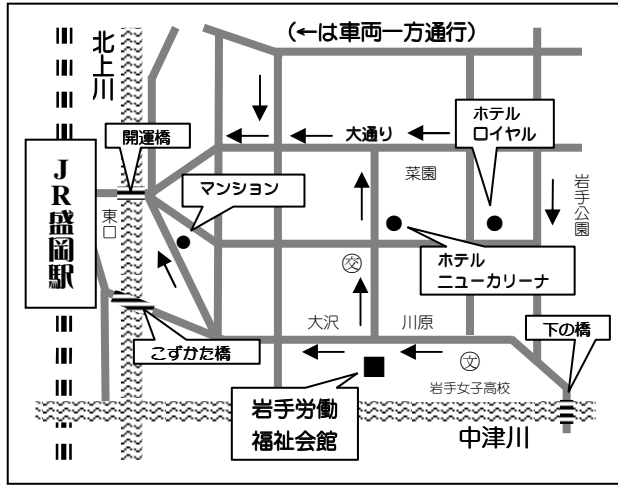 (←は車両一方通行)
北上川
開運橋
大通り
ホテル
ロイヤル
JR盛岡駅
東口
マンション
菜園
岩手公園
交
ホテル
ニューカリーナ
こずかた橋
大沢
川原
下の橋
文
岩手女子高校
岩手労働
福祉会館
中津川